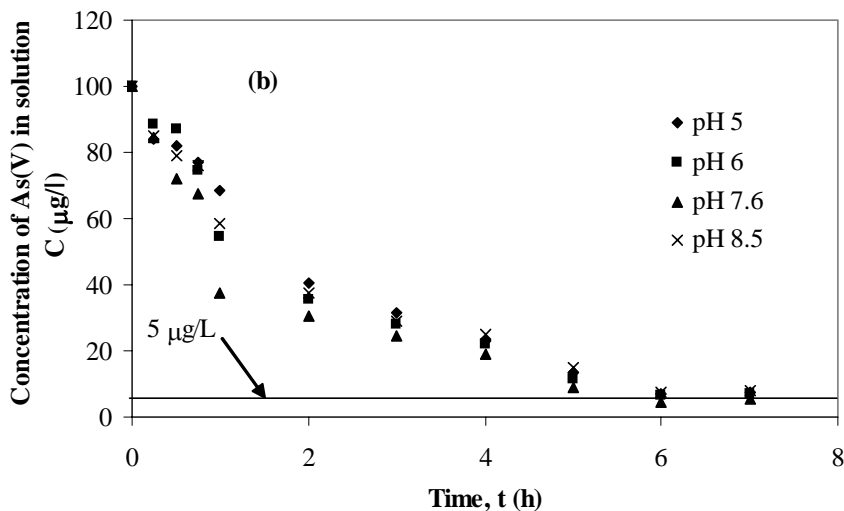 Concentration of As(V) in solution
C (μg/l)
120
100
80
60
40
20
0
(b)
pH 5
pH 6
pH 7.6
pH 8.5
5 μg/L
0
2
4
6
8
Time, t (h)